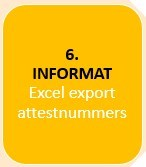 6.
INFORMAT
Excel export
attestnummers